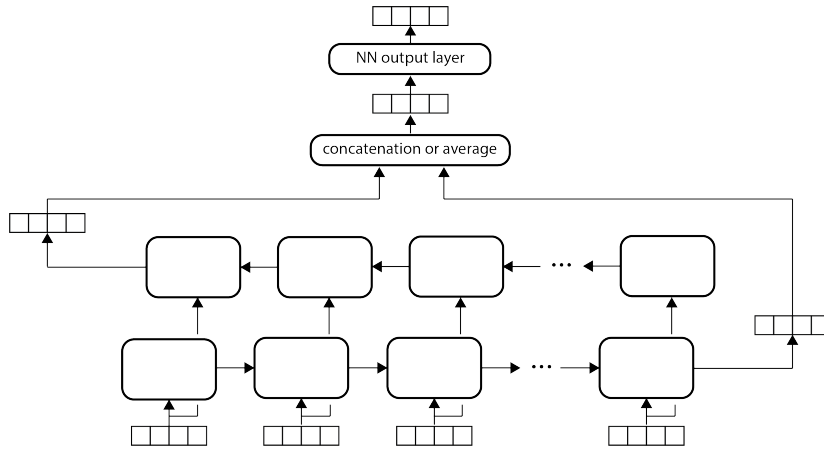 NN output layer
concatenation or average
...
...